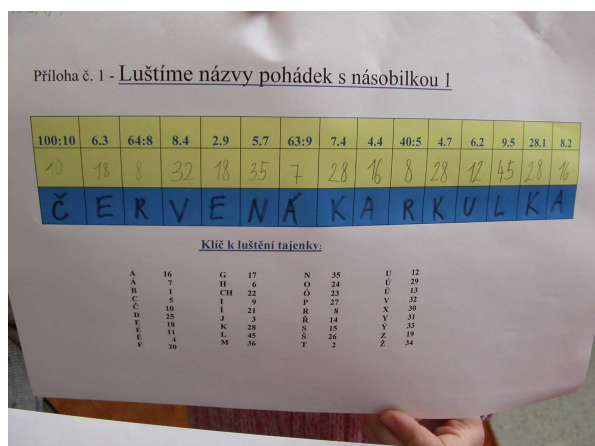 Příloha č. 1 - Luštíme názvy pohádek s násobilkou 1
100:10 6.3 64:8 8.4 2.9 5.7 63:9 7.4 4.4 40:5 4.7 6.2 9.5 28.1 8.2
10 18 8 32 18 35 7 28 16 8 28 12 45 28 16
Č E R V E N Á K A R K U L K A
Klíč k luštění tajenky:
A 16 G 17 N 35 U 12
Á 7 H 6 O 24 Ú 29
B 1 CH 22 Ó 23 Ů 13
C 5 I 9 P 27 V 32
Č 10 Í 21 R 8 X 30
D 25 J 3 Ř 14 Y 31
E 18 K 28 S 15 Ý 33
É 11 L 45 Š 26 Z 19
Ě 4 M 36 T 2 Ž 34
F 20